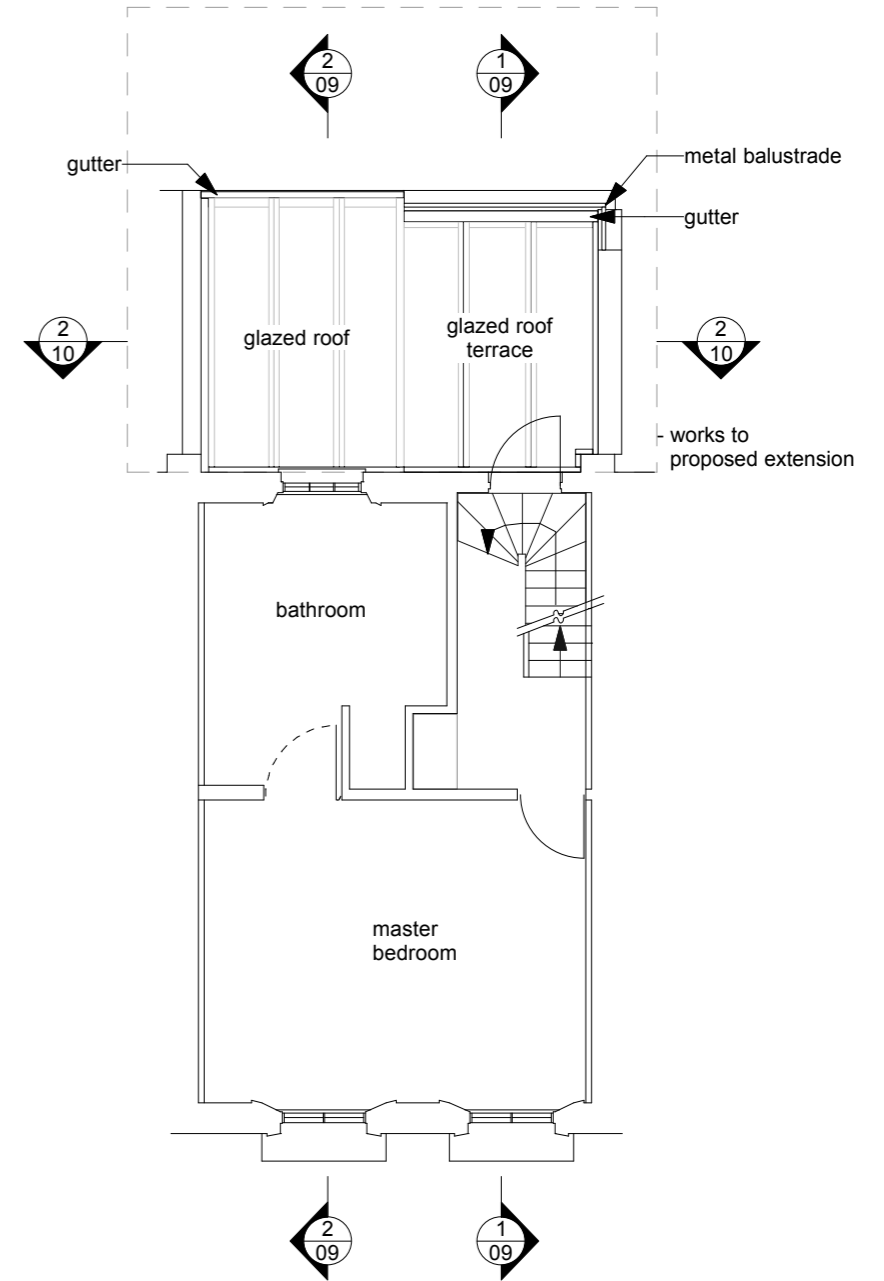 2
09
1
09
gutter
metal balustrade
gutter
2
10
glazed roof
glazed roof
terrace
2
10
- works to
proposed extension
bathroom
master
bedroom
2
09
1
09